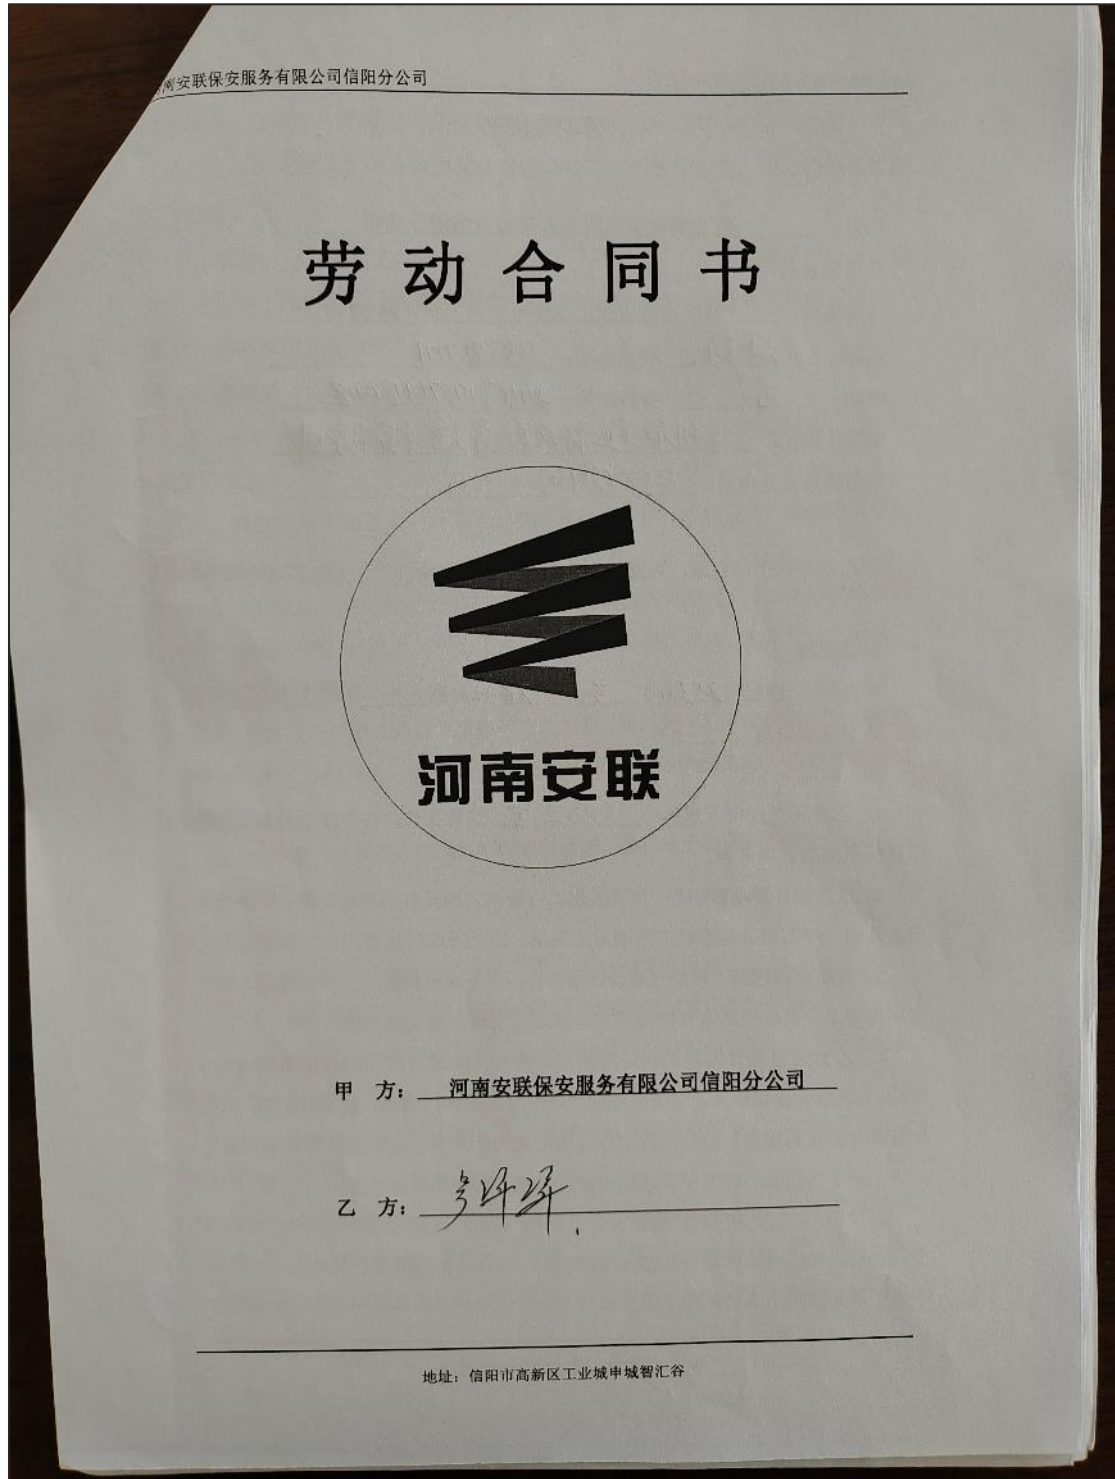 南安联保安服务有限公司信阳分公司
劳动合同书
河南安联
甲 方： 河南安联保安服务有限公司信阳分公司
乙 方：
地址：信阳市高新区工业城申城智汇谷